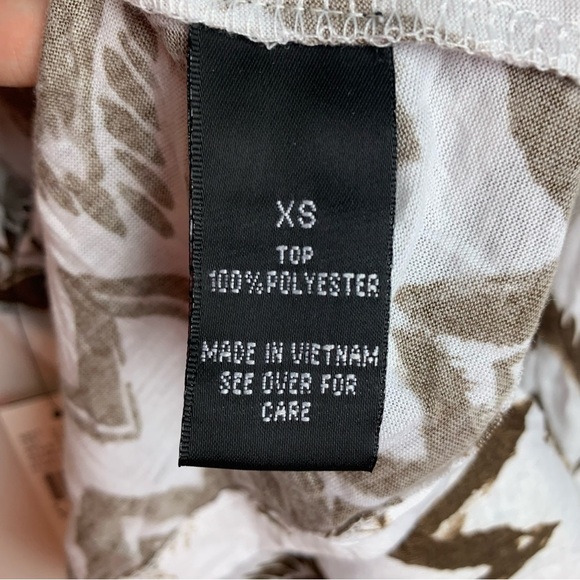 XS
TOP
100% POLYESTER
MADE IN VIETNAM
SEE OVER FOR
CARE